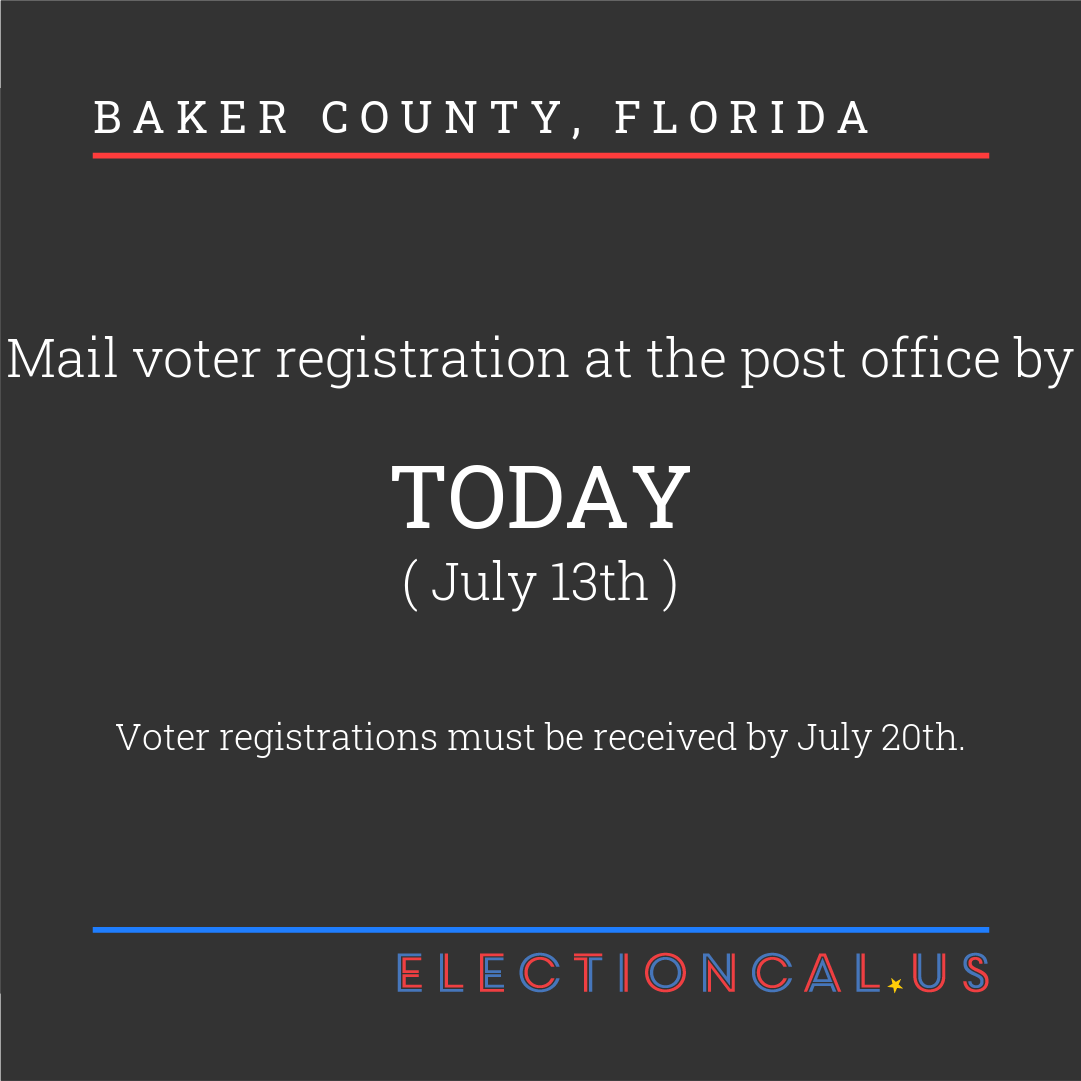 BAKER COUNTY, FLORIDA
Mail voter registration at the post office by
TODAY
( July 13th )
Voter registrations must be received by July 20th.
ELECTIONCAL.US